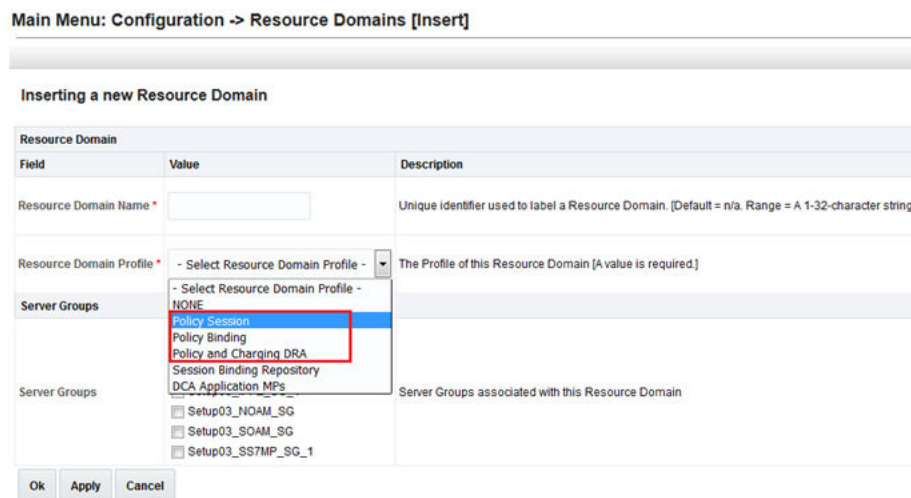 Main Menu: Configuration -> Resource Domains [Insert]
Inserting a new Resource Domain
Resource Domain
Field Value Description
Resource Domain Name * Unique identifier used to label a Resource Domain. [Default = n/a. Range = A 1-32-character string
Resource Domain Profile * - Select Resource Domain Profile - The Profile of this Resource Domain [A value is required.]
- Select Resource Domain Profile -
Server Groups NONE
Policy Session
Policy Binding
Policy and Charging DRA
Session Binding Repository
DCA Application MPs
Server Groups Server Groups associated with this Resource Domain
Setup03_NOAM_SG
Setup03_SOAM_SG
Setup03_SS7MP_SG_1
Ok Apply Cancel